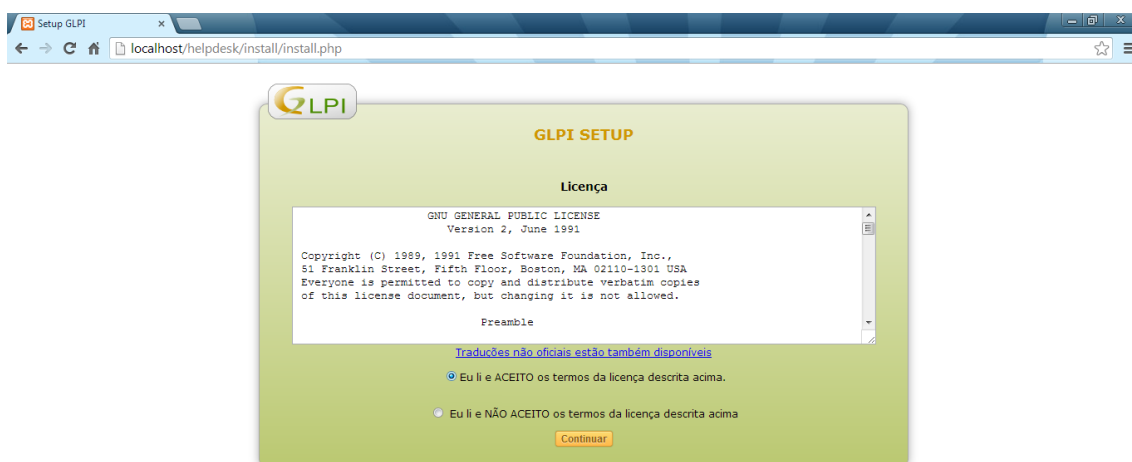 Setup GLPI
localhost/helpdesk/install/install.php
GLPI
GLPI SETUP
Licença
GNU GENERAL PUBLIC LICENSE
Version 2, June 1991
Copyright (C) 1989, 1991 Free Software Foundation, Inc.,
51 Franklin Street, Fifth Floor, Boston, MA 02110-1301 USA
Everyone is permitted to copy and distribute verbatim copies
of this license document, but changing it is not allowed.
Preamble
Traduções não oficiais estão também disponíveis
Eu li e ACEITO os termos da licença descrita acima.
Eu li e NÃO ACEITO os termos da licença descrita acima
Continuar